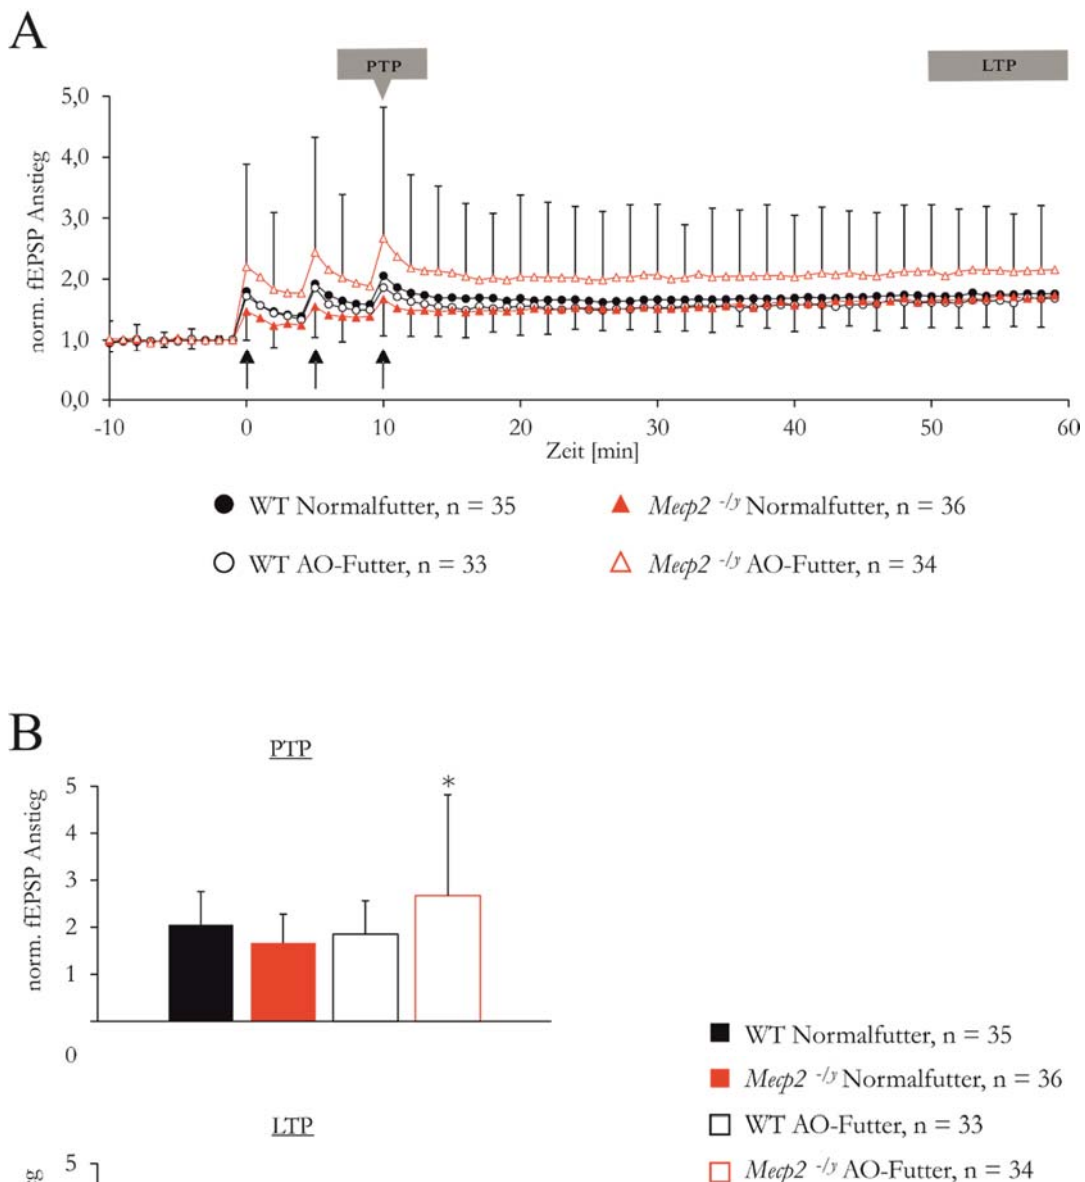 A
PTP
LTP
norm. fEPSP Anstieg
5,0
4,0
3,0
2,0
1,0
0,0
-10 0 10 20 30 40 50 60
Zeit [min]
WT Normalfutter, n = 35
Mecp2 -/y Normalfutter, n = 36
WT AO-Futter, n = 33
Mecp2 -/y AO-Futter, n = 34
B
PTP
norm. fEPSP Anstieg
5
4
3
2
1
0
*
WT Normalfutter, n = 35
Mecp2 -/y Normalfutter, n = 36
WT AO-Futter, n = 33
Mecp2 -/y AO-Futter, n = 34
LTP
5